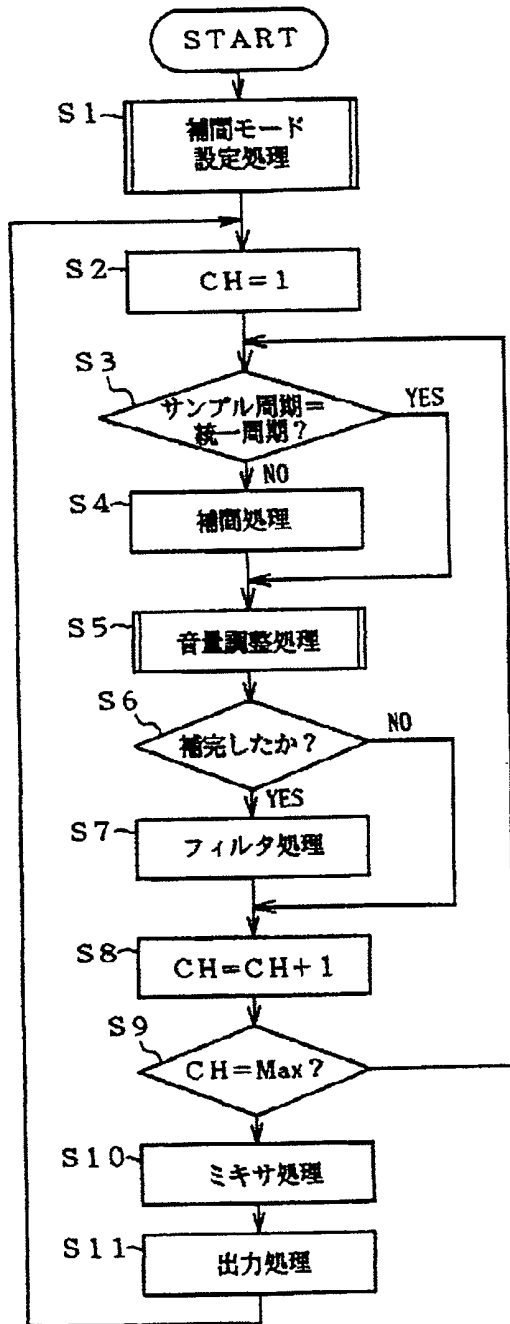 START
S1
補間モード
設定処理
S2
CH=1
S3
サンプル周期=
統一周期?
YES
NO
S4
補間処理
S5
音量調整処理
S6
補完したか?
NO
YES
S7
フィルタ処理
S8
CH=CH+1
S9
CH=Max?
S10
ミキサ処理
S11
出力処理